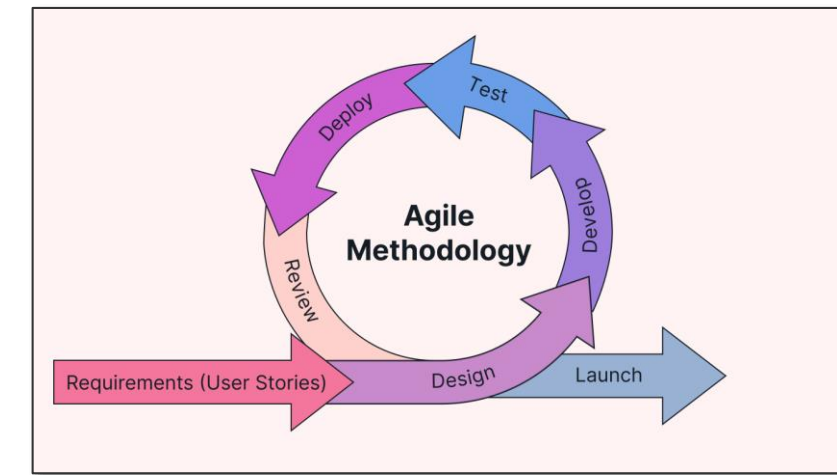 Test
Deploy
Agile
Methodology
Develop
Review
Requirements (User Stories)
Design
Launch